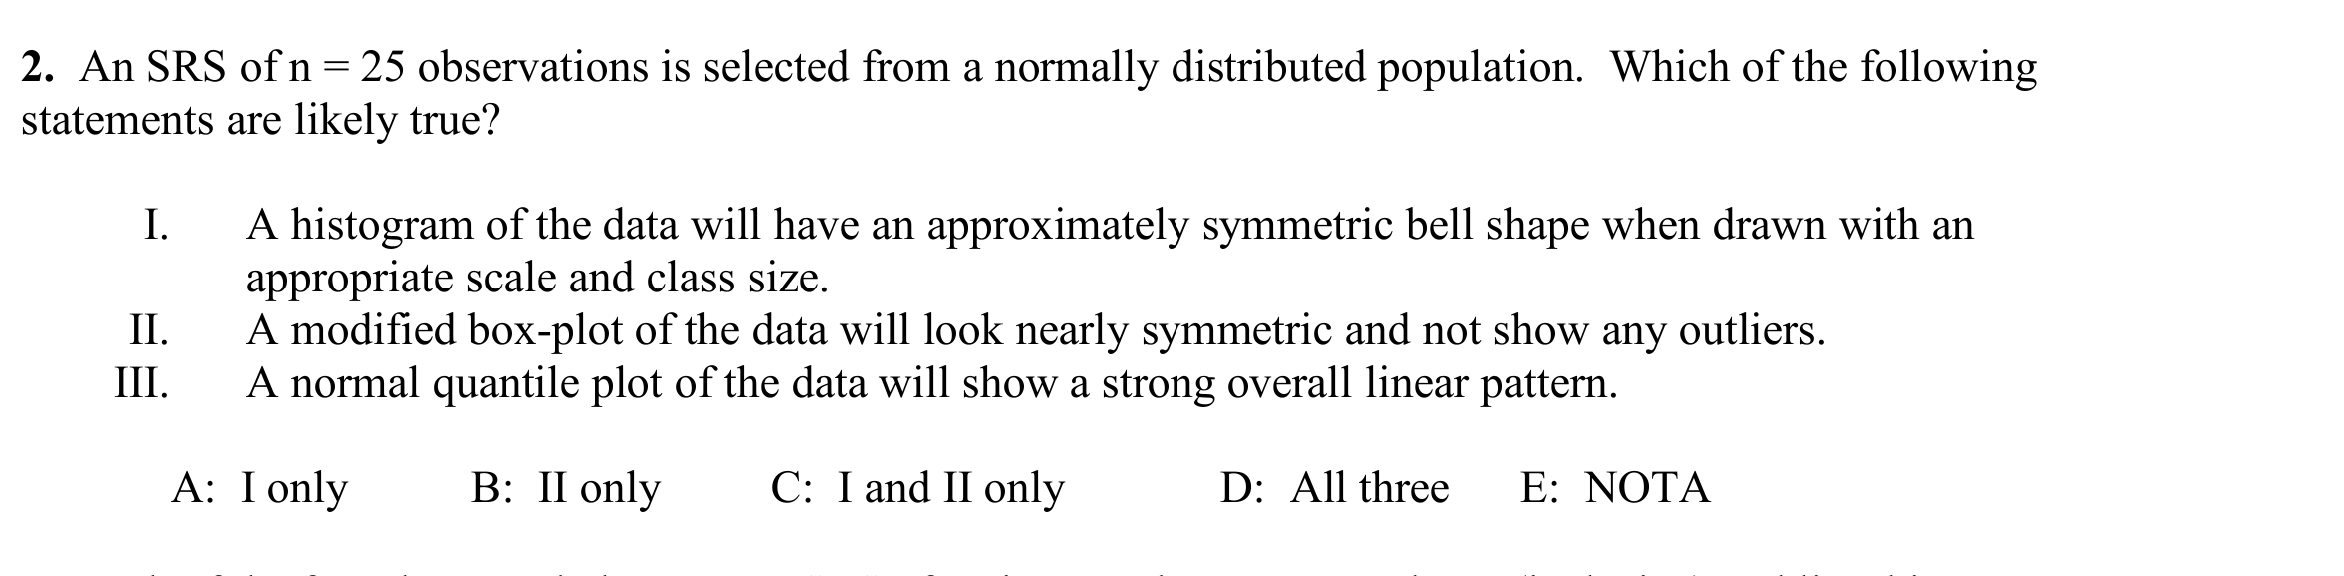 2. An SRS of n = 25 observations is selected from a normally distributed population. Which of the following
statements are likely true?
I. A histogram of the data will have an approximately symmetric bell shape when drawn with an
appropriate scale and class size.
II. A modified box-plot of the data will look nearly symmetric and not show any outliers.
III. A normal quantile plot of the data will show a strong overall linear pattern.
A: I only B: II only C: I and II only D: All three E: NOTA